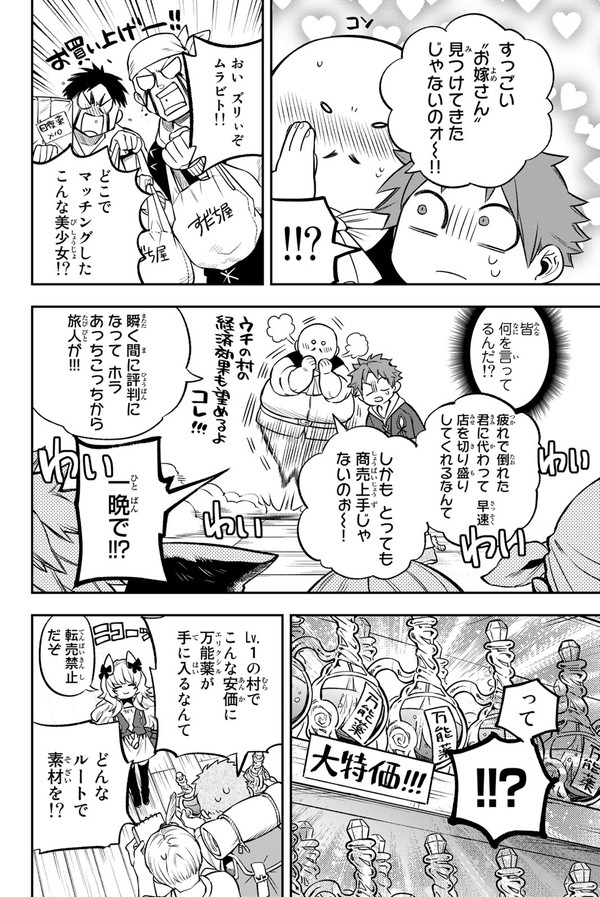 すっごい
“お嫁さん”
見つけてきた
じゃないのォ〜!!
コソ
!!?
おい ズリぃぞ
ムラビト!!
お買い上げー!!
白痩薬
×10
すだち屋
だち屋
どこで
マッチングした
こんな美少女!?
皆
何を言って
るんだ!?
疲れて倒れた
君に代わって 早速
店を切り盛り
してくれるなんて
しかも とっても
商売上手じゃ
ないのぉ〜!
ウチの村の
経済効果も望めるよ
コレ!!!
瞬く間に評判に
なって ホラ
あっちこっちから
旅人が!!!
わい
わい
わい
一晩で!!?
って
!!?
万能薬
万能薬
大特価!!!
Lv.1の村で
こんな安価に
万能薬が
手に入るなんて
ニョニョーッ
転売禁止
だぞ
どんな
ルートで
素材を!?